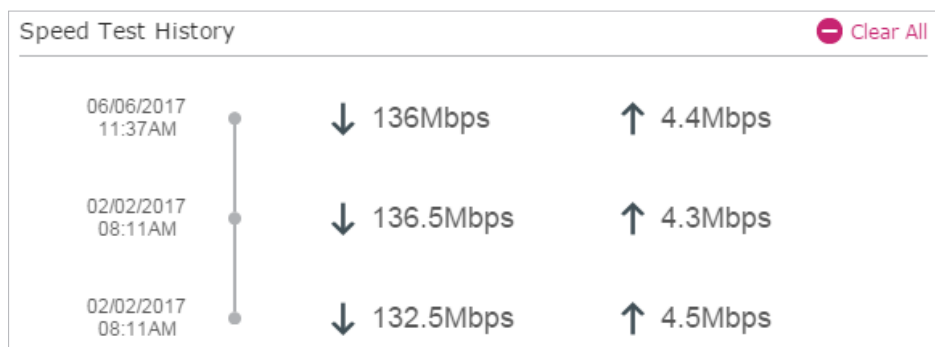 Speed Test History
Clear All
06/06/2017
11:37AM
136Mbps
4.4Mbps
02/02/2017
08:11AM
136.5Mbps
4.3Mbps
02/02/2017
08:11AM
132.5Mbps
4.5Mbps